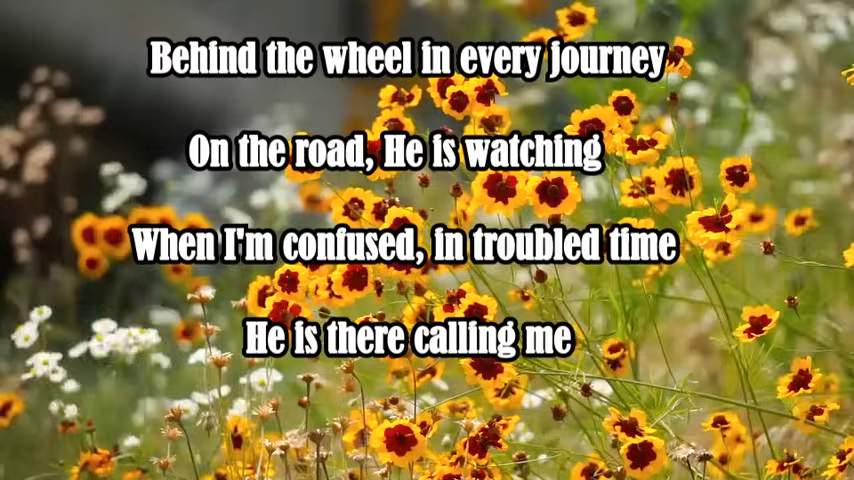 Behind the wheel in every journey
On the road, He is watching
When I'm confused, in troubled time
He is there calling me